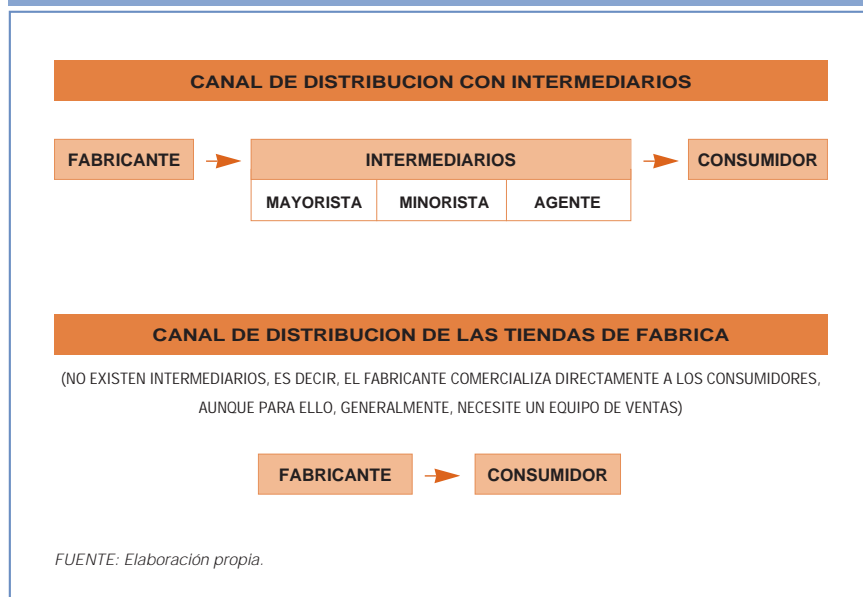 CANAL DE DISTRIBUCION CON INTERMEDIARIOS
FABRICANTE
INTERMEDIARIOS
CONSUMIDOR
MAYORISTA
MINORISTA
AGENTE
CANAL DE DISTRIBUCION DE LAS TIENDAS DE FABRICA
(NO EXISTEN INTERMEDIARIOS, ES DECIR, EL FABRICANTE COMERCIALIZA DIRECTAMENTE A LOS CONSUMIDORES,
AUNQUE PARA ELLO, GENERALMENTE, NECESITE UN EQUIPO DE VENTAS)
FABRICANTE
CONSUMIDOR
FUENTE: Elaboración propia.